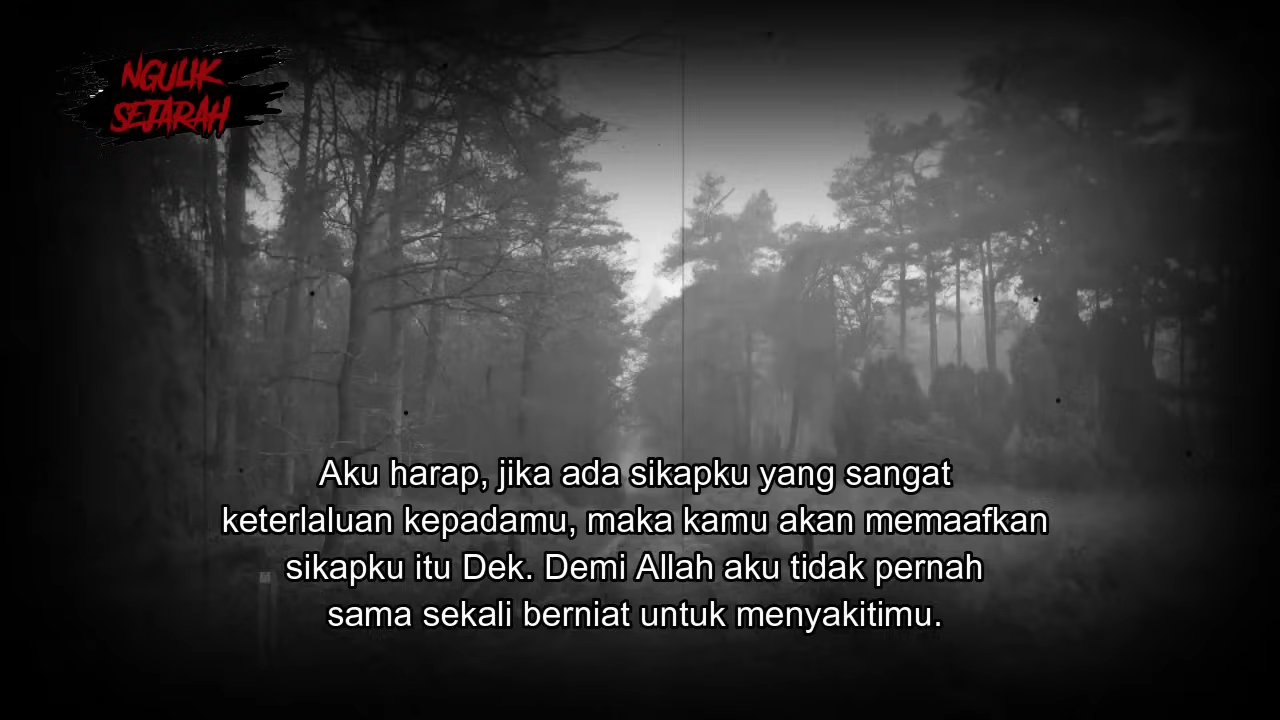 NGULIK
SEJARAH
Aku harap, jika ada sikapku yang sangat
keterlaluan kepadamu, maka kamu akan memaafkan
sikapku itu Dek. Demi Allah aku tidak pernah
sama sekali berniat untuk menyakitimu.